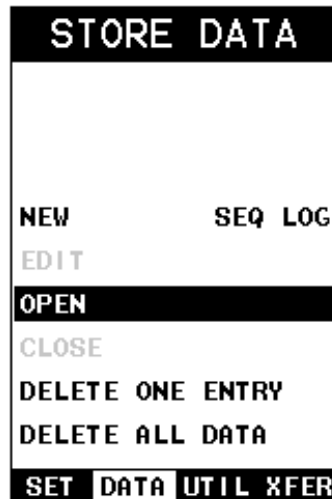 STORE DATA
NEW SEQ LOG
EDIT
OPEN
CLOSE
DELETE ONE ENTRY
DELETE ALL DATA
SET DATA UTIL XFER